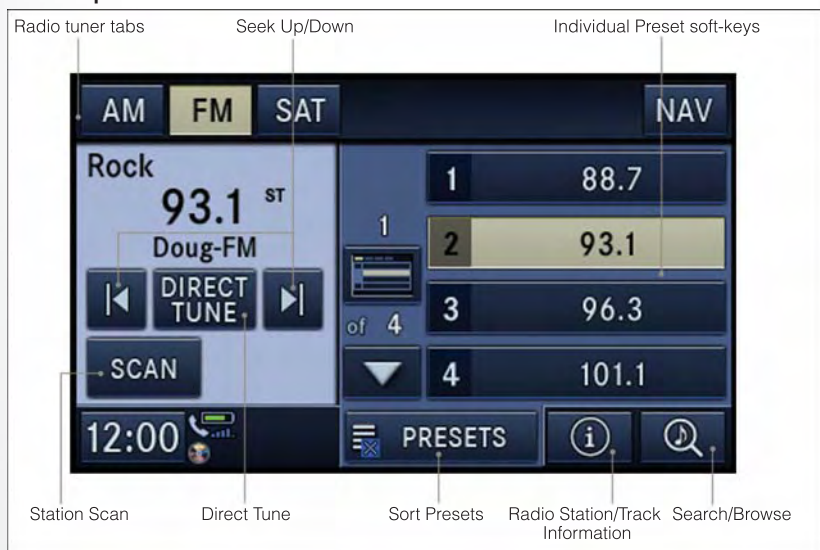 Radio tuner tabs Seek Up/Down Individual Preset soft-keys
AM FM SAT NAV
Rock
93.1 ST
Doug-FM
DIRECT
TUNE
SCAN
12:00
1
of 4
1 88.7
2 93.1
3 96.3
4 101.1
PRESETS
i
Station Scan Direct Tune Sort Presets Radio Station/Track
Information Search/Browse